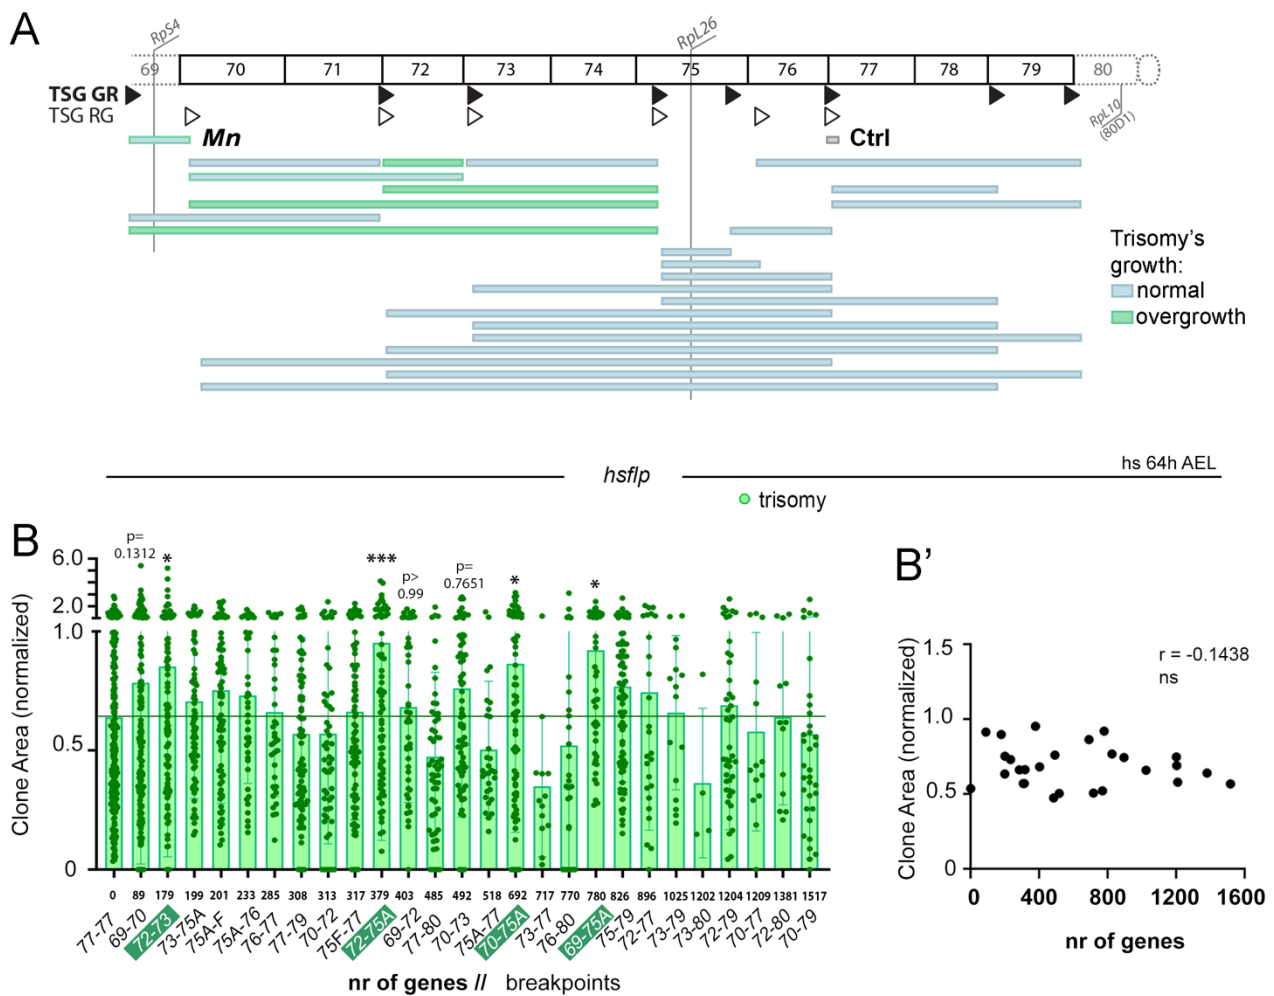 A
RpS4
RpL26
69 70 71 72 73 74 75 76 77 78 79 80
TSG GR
TSG RG
RpL10
(80D1)
Mn
Ctrl
Trisomy's
growth:
normal
overgrowth
hsflp
hs 64h AEL
trisomy
B
p=
0.1312
*
***
p>
0.99
p=
0.7651
*
*
6.0
2.0
1.0
0.5
0
Clone Area (normalized)
0 89 179 199 201 233 285 308 313 317 379 403 485 492 518 692 717 770 780 826 896 1025 1202 1204 1209 1381 1517
77-77 69-70 72-73 73-75A 75A-F 75A-76 76-77 77-79 70-72 75F-77 72-75A 69-72 77-80 70-73 75A-77 70-75A 73-77 76-80 69-75A 75-79 72-77 73-79 73-80 72-79 70-77 72-80 70-79
nr of genes // breakpoints
B'
r = -0.1438
ns
1.5
1.0
0.5
0
Clone Area (normalized)
0 400 800 1200 1600
nr of genes